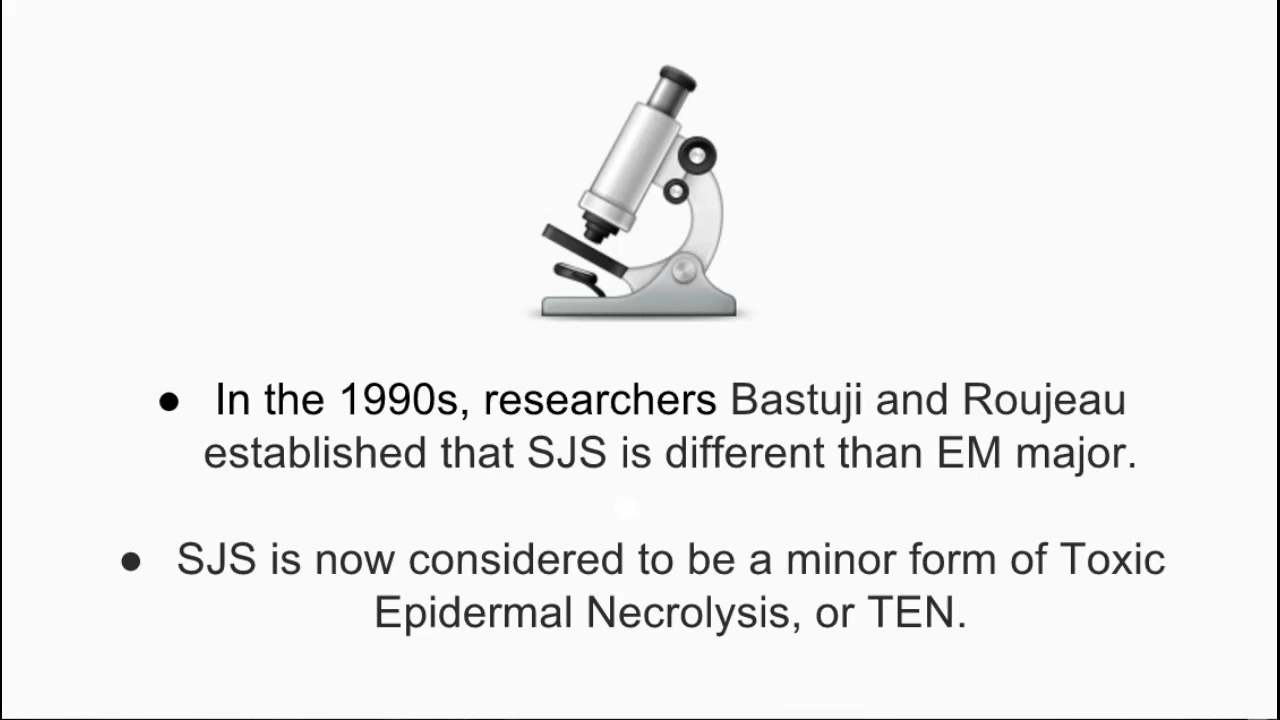 ● In the 1990s, researchers Bastuji and Roujeau
established that SJS is different than EM major.
● SJS is now considered to be a minor form of Toxic
Epidermal Necrolysis, or TEN.